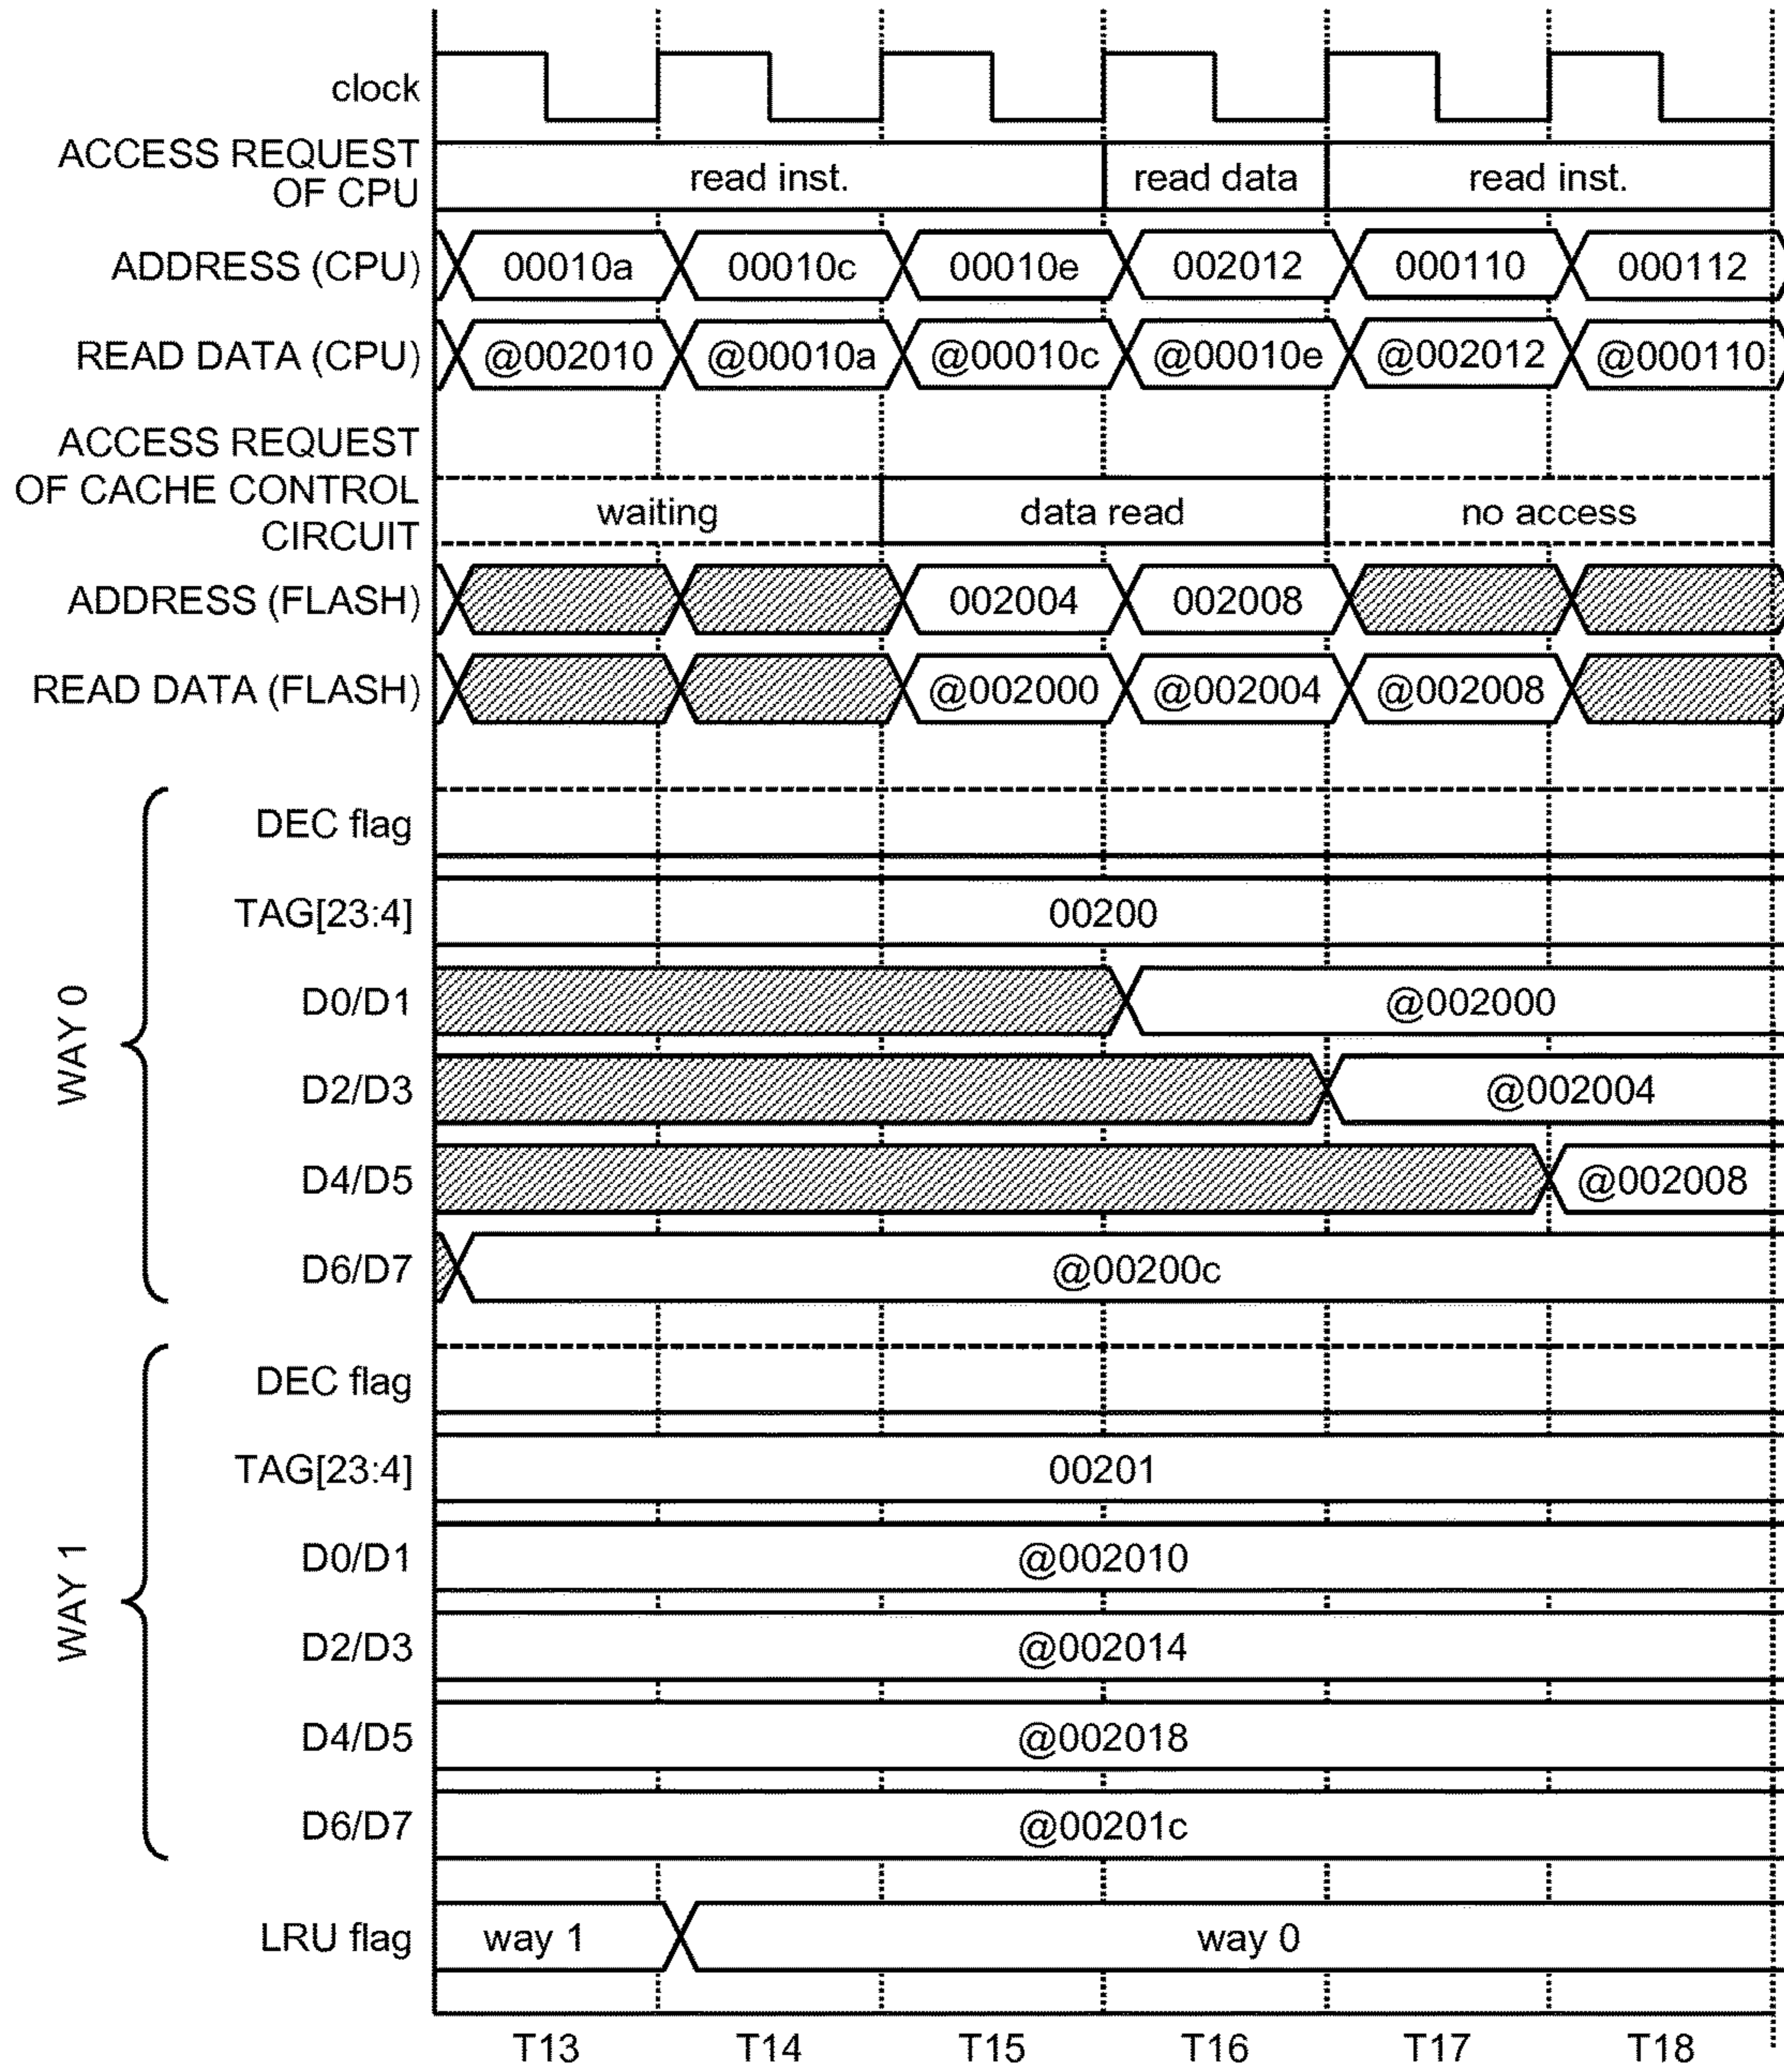 clock
ACCESS REQUEST
OF CPU
read inst. read data read inst.
ADDRESS (CPU) 00010a 00010c 00010e 002012 000110 000112
READ DATA (CPU) @002010 @00010a @00010c @00010e @002012 @000110
ACCESS REQUEST
OF CACHE CONTROL
CIRCUIT
waiting data read no access
ADDRESS (FLASH) 002004 002008
READ DATA (FLASH) @002000 @002004 @002008
WAY 0
DEC flag
TAG[23:4] 00200
D0/D1 @002000
D2/D3 @002004
D4/D5 @002008
D6/D7 @00200c
WAY 1
DEC flag
TAG[23:4] 00201
D0/D1 @002010
D2/D3 @002014
D4/D5 @002018
D6/D7 @00201c
LRU flag way 1 way 0
T13 T14 T15 T16 T17 T18